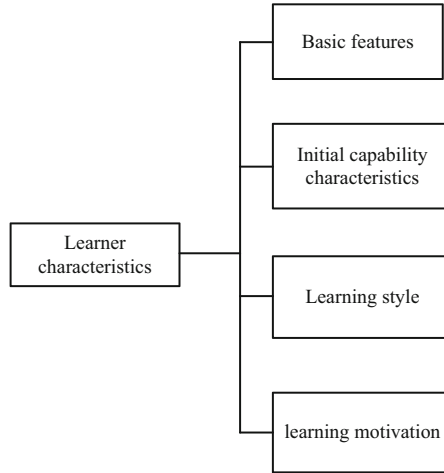 Basic features
Initial capability
characteristics
Learner
characteristics
Learning style
learning motivation